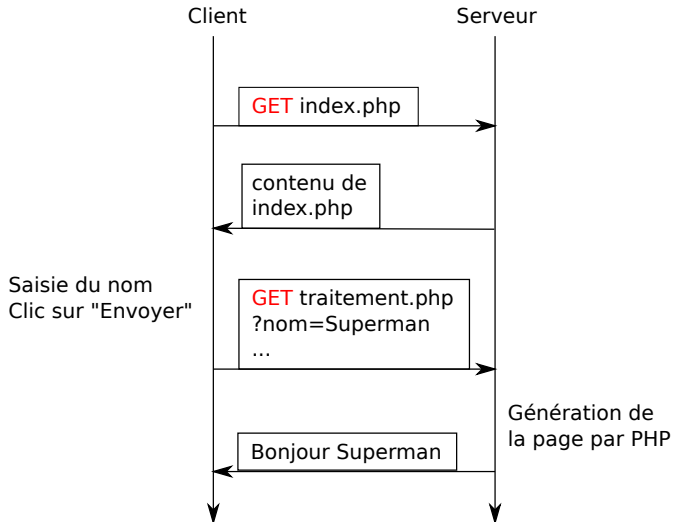 Client
Serveur
GET index.php
contenu de
index.php
Saisie du nom
Clic sur "Envoyer"
GET traitement.php
?nom=Superman
...
Génération de
la page par PHP
Bonjour Superman